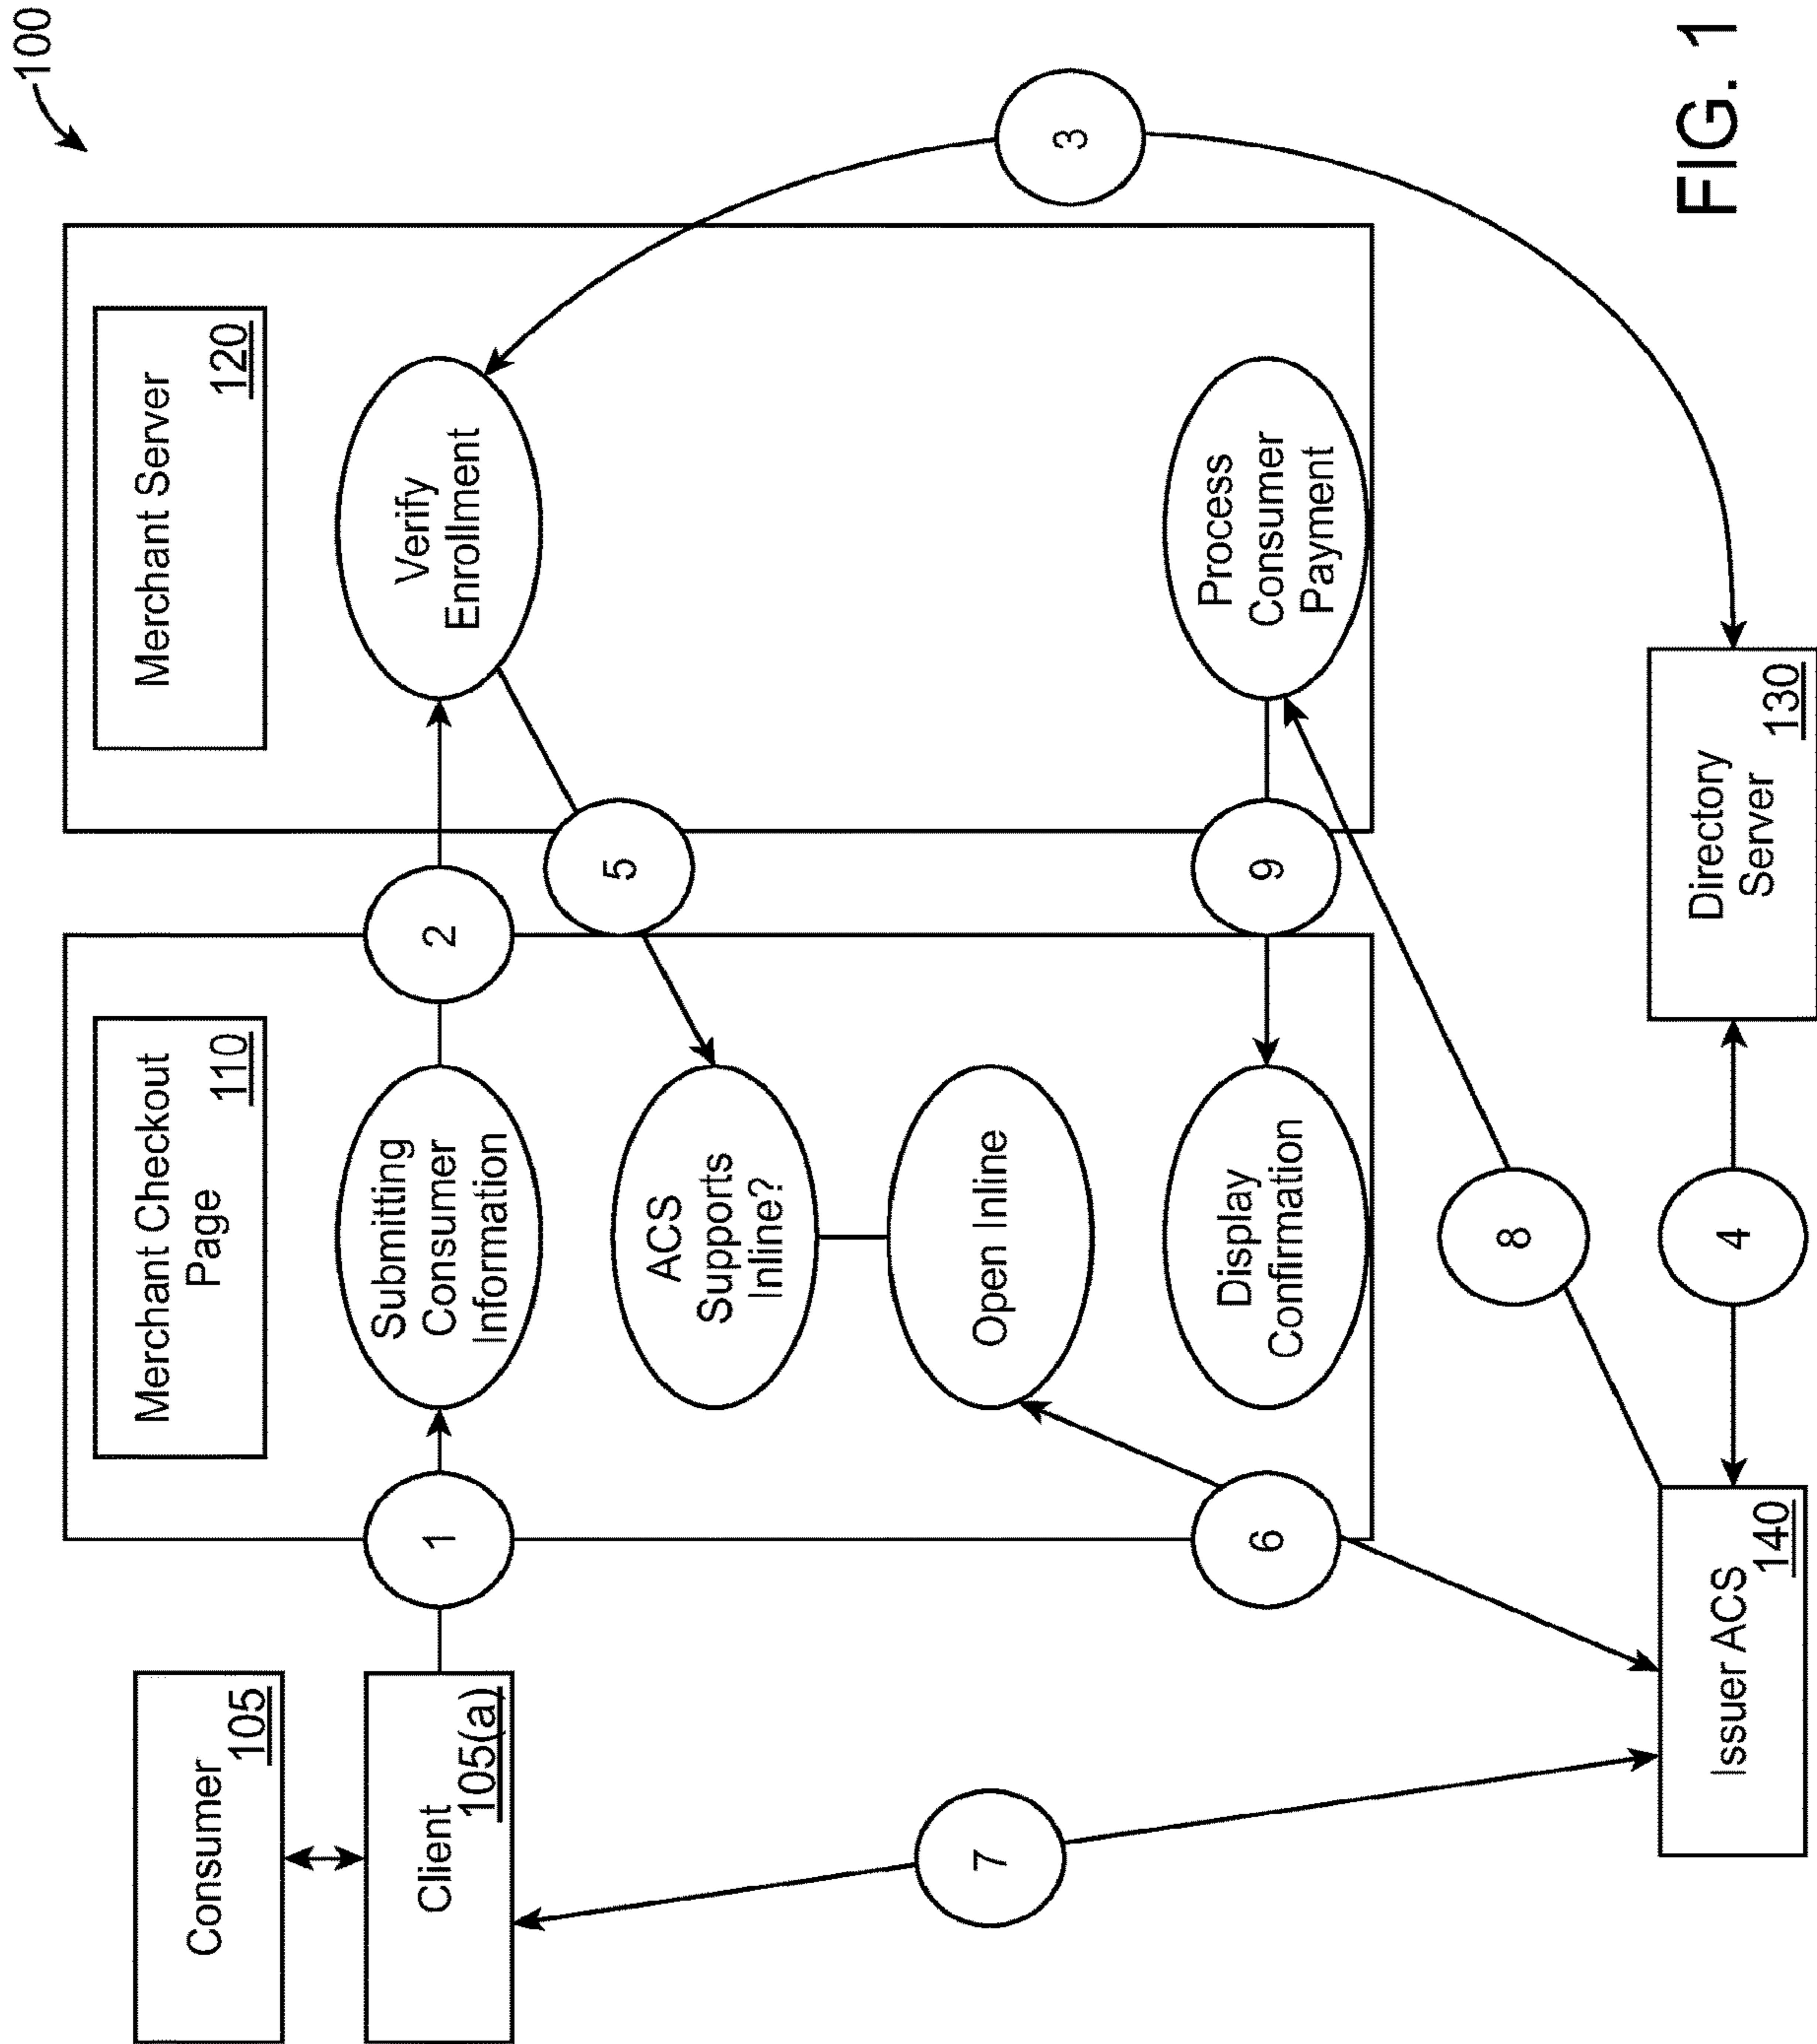 100
Consumer
105
Client
105(a)
1
Merchant Checkout
Page
110
Submitting
Consumer
Information
2
Merchant Server
120
Verify
Enrollment
3
5
ACS
Supports
Inline?
Open Inline
6
7
Display
Confirmation
9
Process
Consumer
Payment
8
Issuer ACS
140
4
Directory
Server
130
FIG. 1